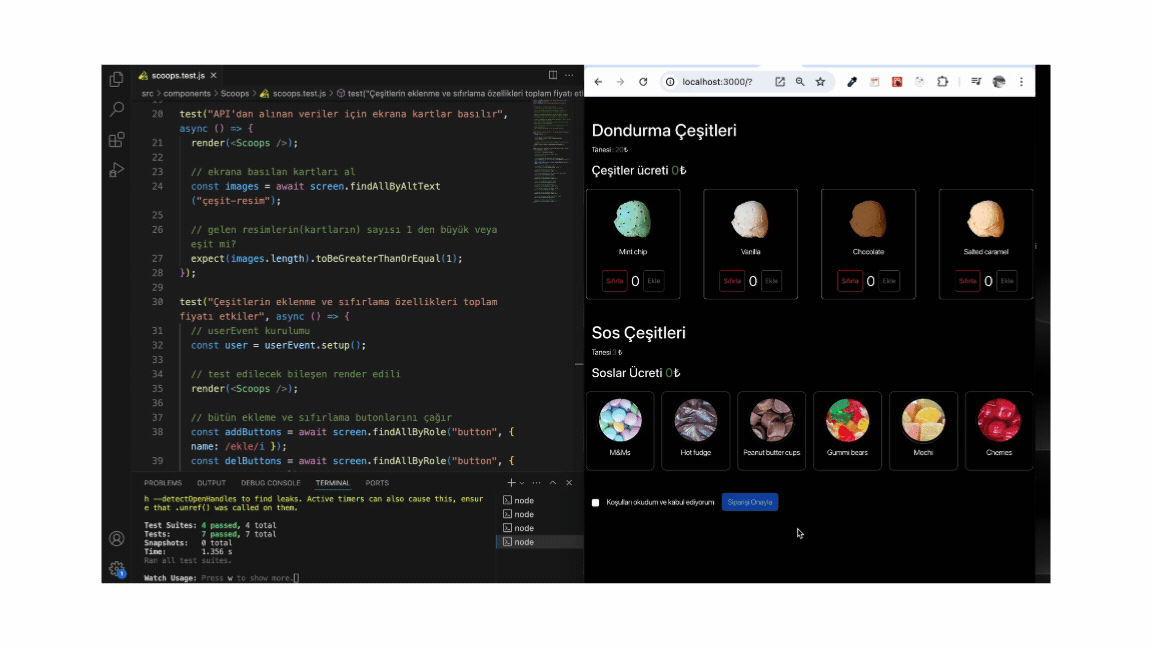 scoops.test.js
src > components > Scoops > scoops.test.js > test("Çeşitlerin eklenme ve sıfırlama özellikleri toplam fiyatı etl
20 test("API'dan alınan veriler için ekrana kartlar basılır",
async () => {
21 render(<Scoops />);
22
23 // ekrana basılan kartları al
24 const images = await screen.findAllByAltText
("çeşit-resim");
25
26 // gelen resimlerin(kartların) sayısı 1 den büyük veya
eşit mi?
27 expect(images.length).toBeGreaterThanOrEqual(1);
28 });
29
30 test("Çeşitlerin eklenme ve sıfırlama özellikleri toplam
fiyatı etkiler", async () => {
31 // userEvent kurulumu
32 const user = userEvent.setup();
33
34 // test edilecek bileşen render edili
35 render(<Scoops />);
36
37 // bütün ekleme ve sıfırlama butonlarını çağır
38 const addButtons = await screen.findAllByRole("button", {
name: /ekle/i });
39 const delButtons = await screen.findAllByRole("button", {
PROBLEMS OUTPUT DEBUG CONSOLE TERMINAL PORTS
h --detectOpenHandles to find leaks. Active timers can also cause this, ensur
e that .unref() was called on them.
Test Suites: 4 passed, 4 total
Tests: 7 passed, 7 total
Snapshots: 0 total
Time: 1.356 s
Ran all test suites.
Watch Usage: Press w to show more.
node
node
node
node
1
localhost:3000/?
Dondurma Çeşitleri
Tanesi : 20₺
Çeşitler ücreti 0₺
Mint chip
Sıfırla 0 Ekle
Vanilla
Sıfırla 0 Ekle
Chocolate
Sıfırla 0 Ekle
Salted caramel
Sıfırla 0 Ekle
Sos Çeşitleri
Tanesi 3 ₺
Soslar Ücreti 0₺
M&Ms
Hot fudge
Peanut butter cups
Gummi bears
Mochi
Cherries
Koşulları okudum ve kabul ediyorum
Siparişi Onayla